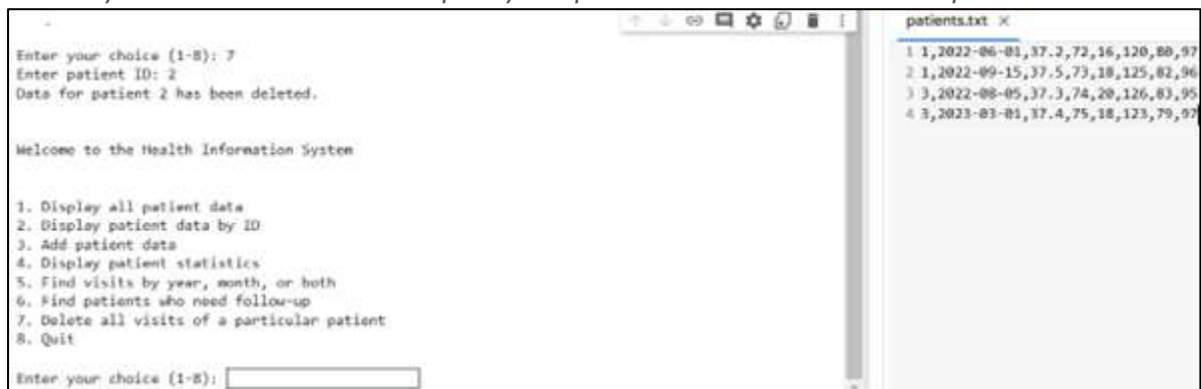 Enter your choice (1-8): 7
Enter patient ID: 2
Data for patient 2 has been deleted.
Welcome to the Health Information System
1. Display all patient data
2. Display patient data by ID
3. Add patient data
4. Display patient statistics
5. Find visits by year, month, or both
6. Find patients who need follow-up
7. Delete all visits of a particular patient
8. Quit
Enter your choice (1-8):
patients.txt ×
1 1,2022-06-01,37.2,72,16,120,80,97
2 1,2022-09-15,37.5,73,18,125,82,96
3 3,2022-08-05,37.3,74,20,126,83,95
4 3,2023-03-01,37.4,75,18,123,79,97